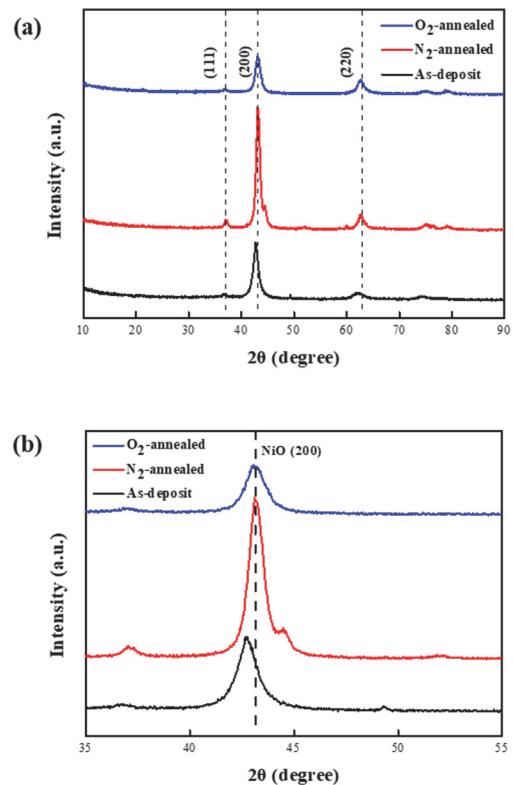 (a)
O₂-annealed
N₂-annealed
As-deposit
(111)
(200)
(220)
Intensity (a.u.)
10 20 30 40 50 60 70 80 90
2θ (degree)
(b)
O₂-annealed
N₂-annealed
As-deposit
NiO (200)
Intensity (a.u.)
35 40 45 50 55
2θ (degree)